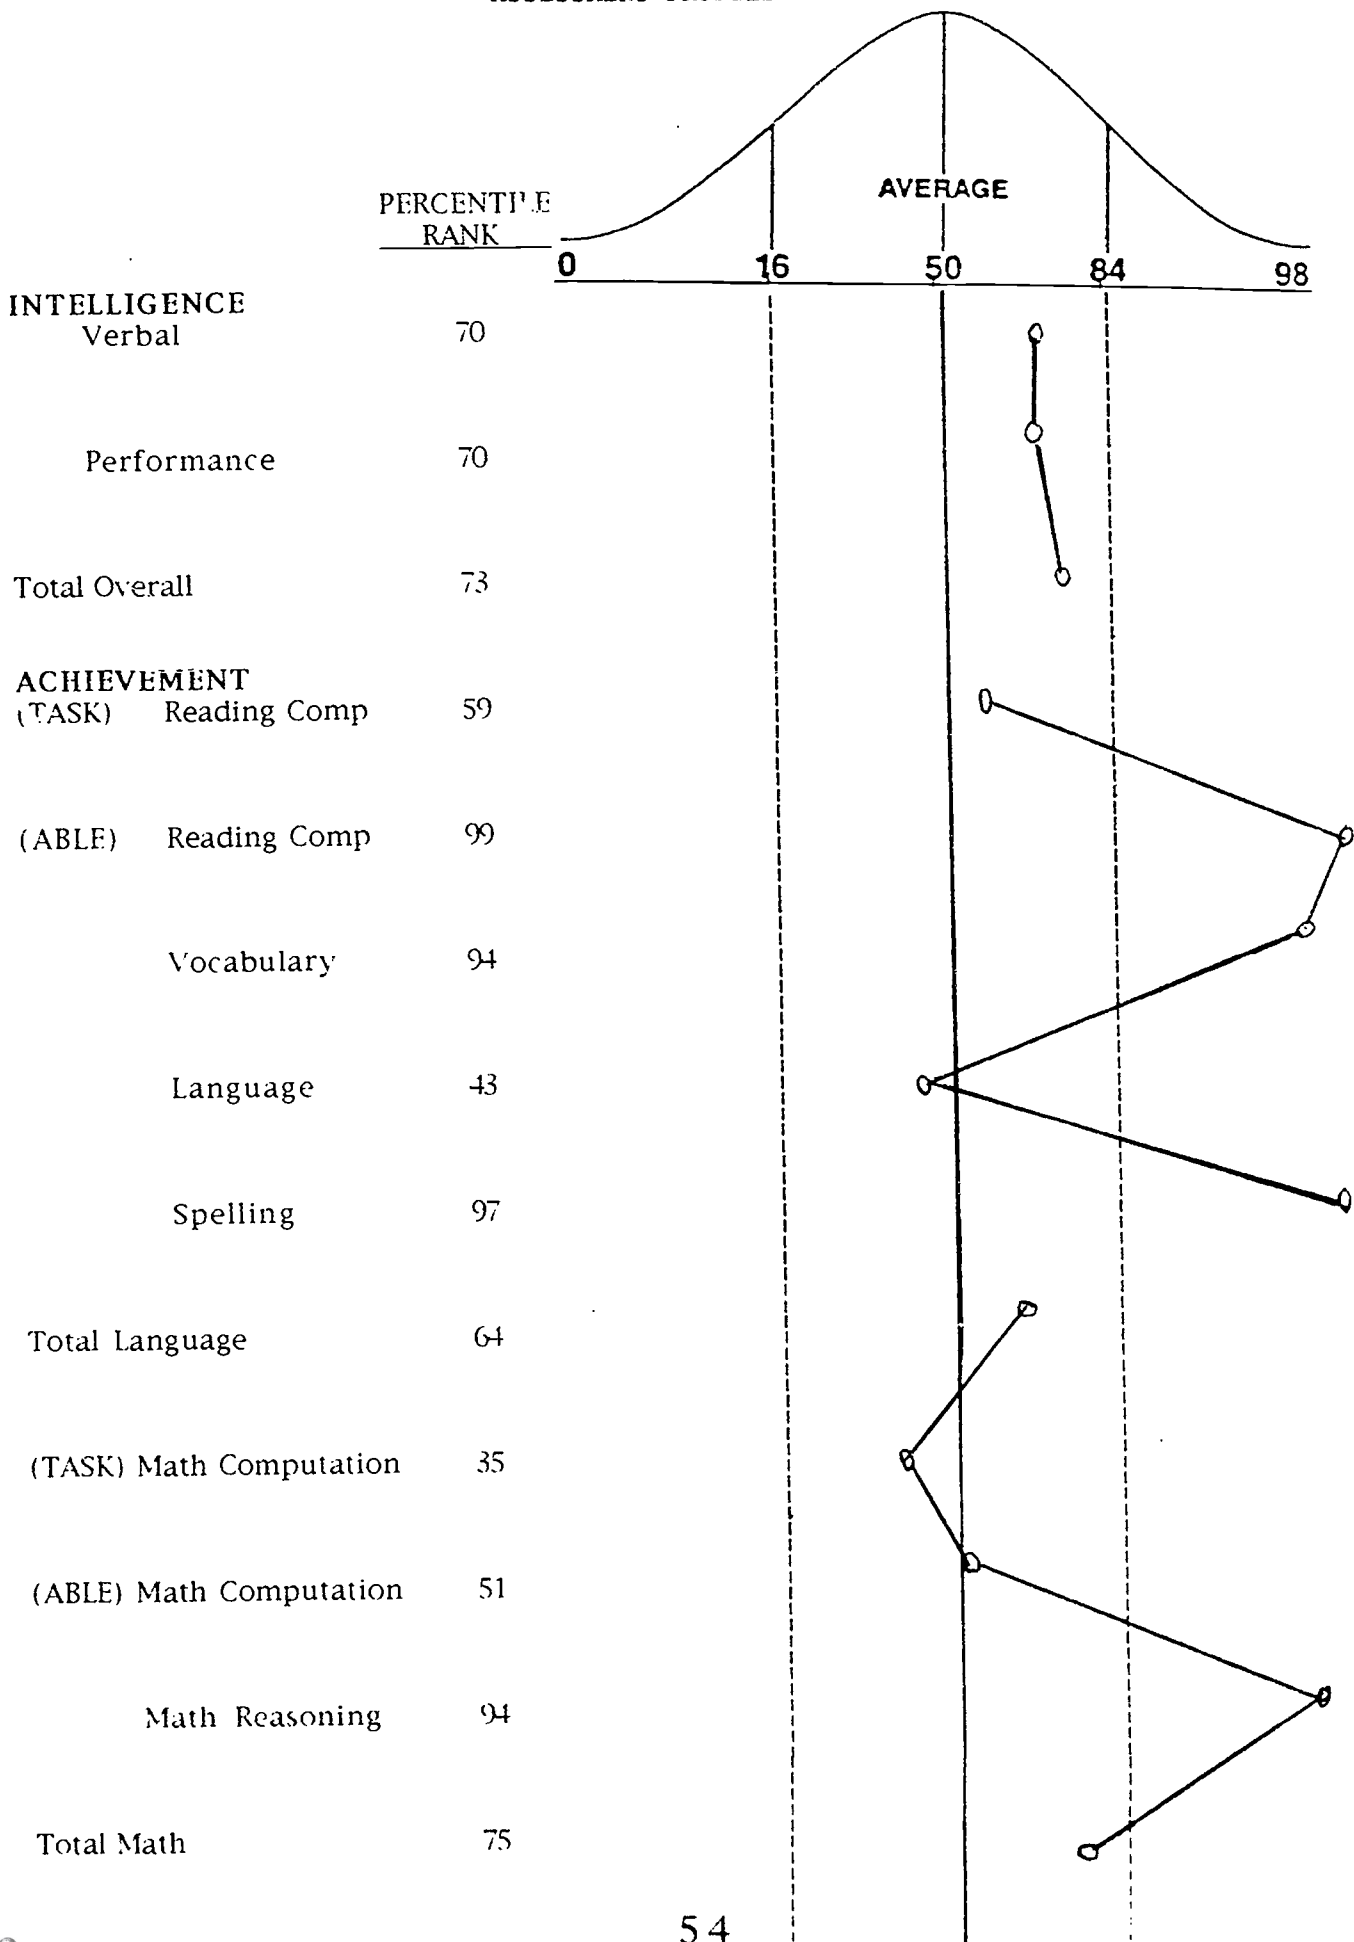 PERCENTILE
RANK
AVERAGE
0 16 50 84 98
INTELLIGENCE
Verbal 70
Performance 70
Total Overall 73
ACHIEVEMENT
(TASK) Reading Comp 59
(ABLE) Reading Comp 99
Vocabulary 94
Language 43
Spelling 97
Total Language 64
(TASK) Math Computation 35
(ABLE) Math Computation 51
Math Reasoning 94
Total Math 75
54